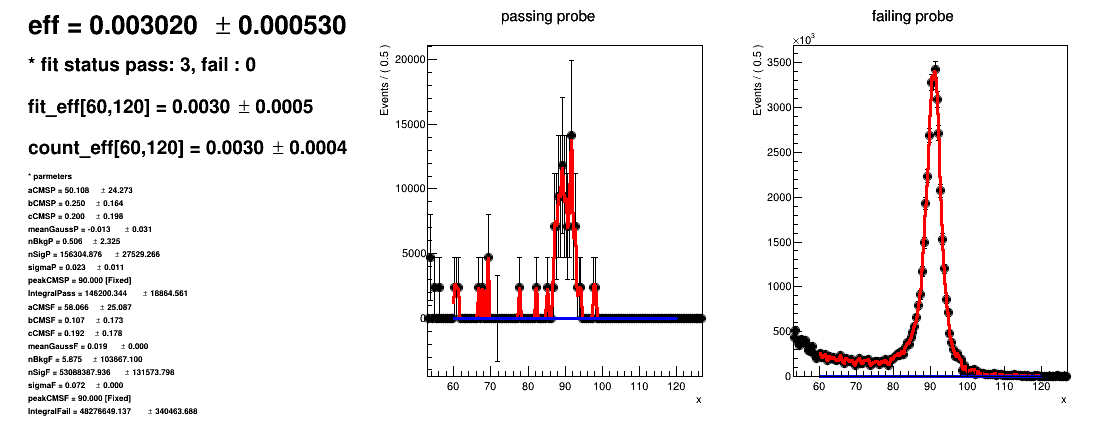 eff = 0.003020 ± 0.000530
* fit status pass: 3, fail : 0
fit_eff[60,120] = 0.0030 ± 0.0005
count_eff[60,120] = 0.0030 ± 0.0004
* parmeters
aCMSP = 50.108 ± 24.273
bCMSP = 0.250 ± 0.164
cCMSP = 0.200 ± 0.198
meanGaussP = -0.013 ± 0.031
nBkgP = 0.506 ± 2.325
nSigP = 156304.876 ± 27529.266
sigmaP = 0.023 ± 0.011
peakCMSP = 90.000 [Fixed]
IntegralPass = 146200.344 ± 18864.561
aCMSF = 58.066 ± 25.087
bCMSF = 0.107 ± 0.173
cCMSF = 0.192 ± 0.178
meanGaussF = 0.019 ± 0.000
nBkgF = 5.875 ± 103667.100
nSigF = 53088387.936 ± 131573.798
sigmaF = 0.072 ± 0.000
peakCMSF = 90.000 [Fixed]
IntegralFail = 48276649.137 ± 340463.688
passing probe
Events / ( 0.5 )
20000
15000
10000
5000
0
60 70 80 90 100 110 120
x
failing probe
×10³
Events / ( 0.5 )
3500
3000
2500
2000
1500
1000
500
0
60 70 80 90 100 110 120
x